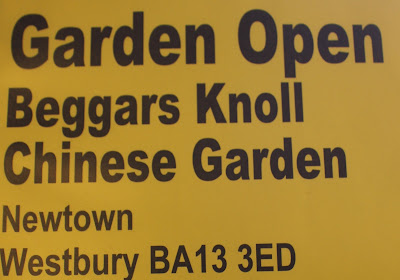 Garden Open
Beggars Knoll
Chinese Garden
Newtown
Westbury BA13 3ED